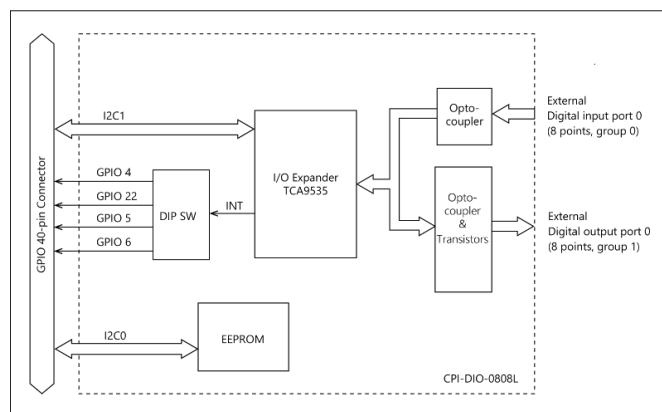 I2C1
Opto-
coupler
External
Digital input port 0
(8 points, group 0)
GPIO 40-pin Connector
GPIO 4
GPIO 22
GPIO 5
GPIO 6
DIP SW
INT
I/O Expander
TCA9535
Opto-
coupler
&
Transistors
External
Digital output port 0
(8 points, group 1)
I2C0
EEPROM
CPI-DIO-0808L